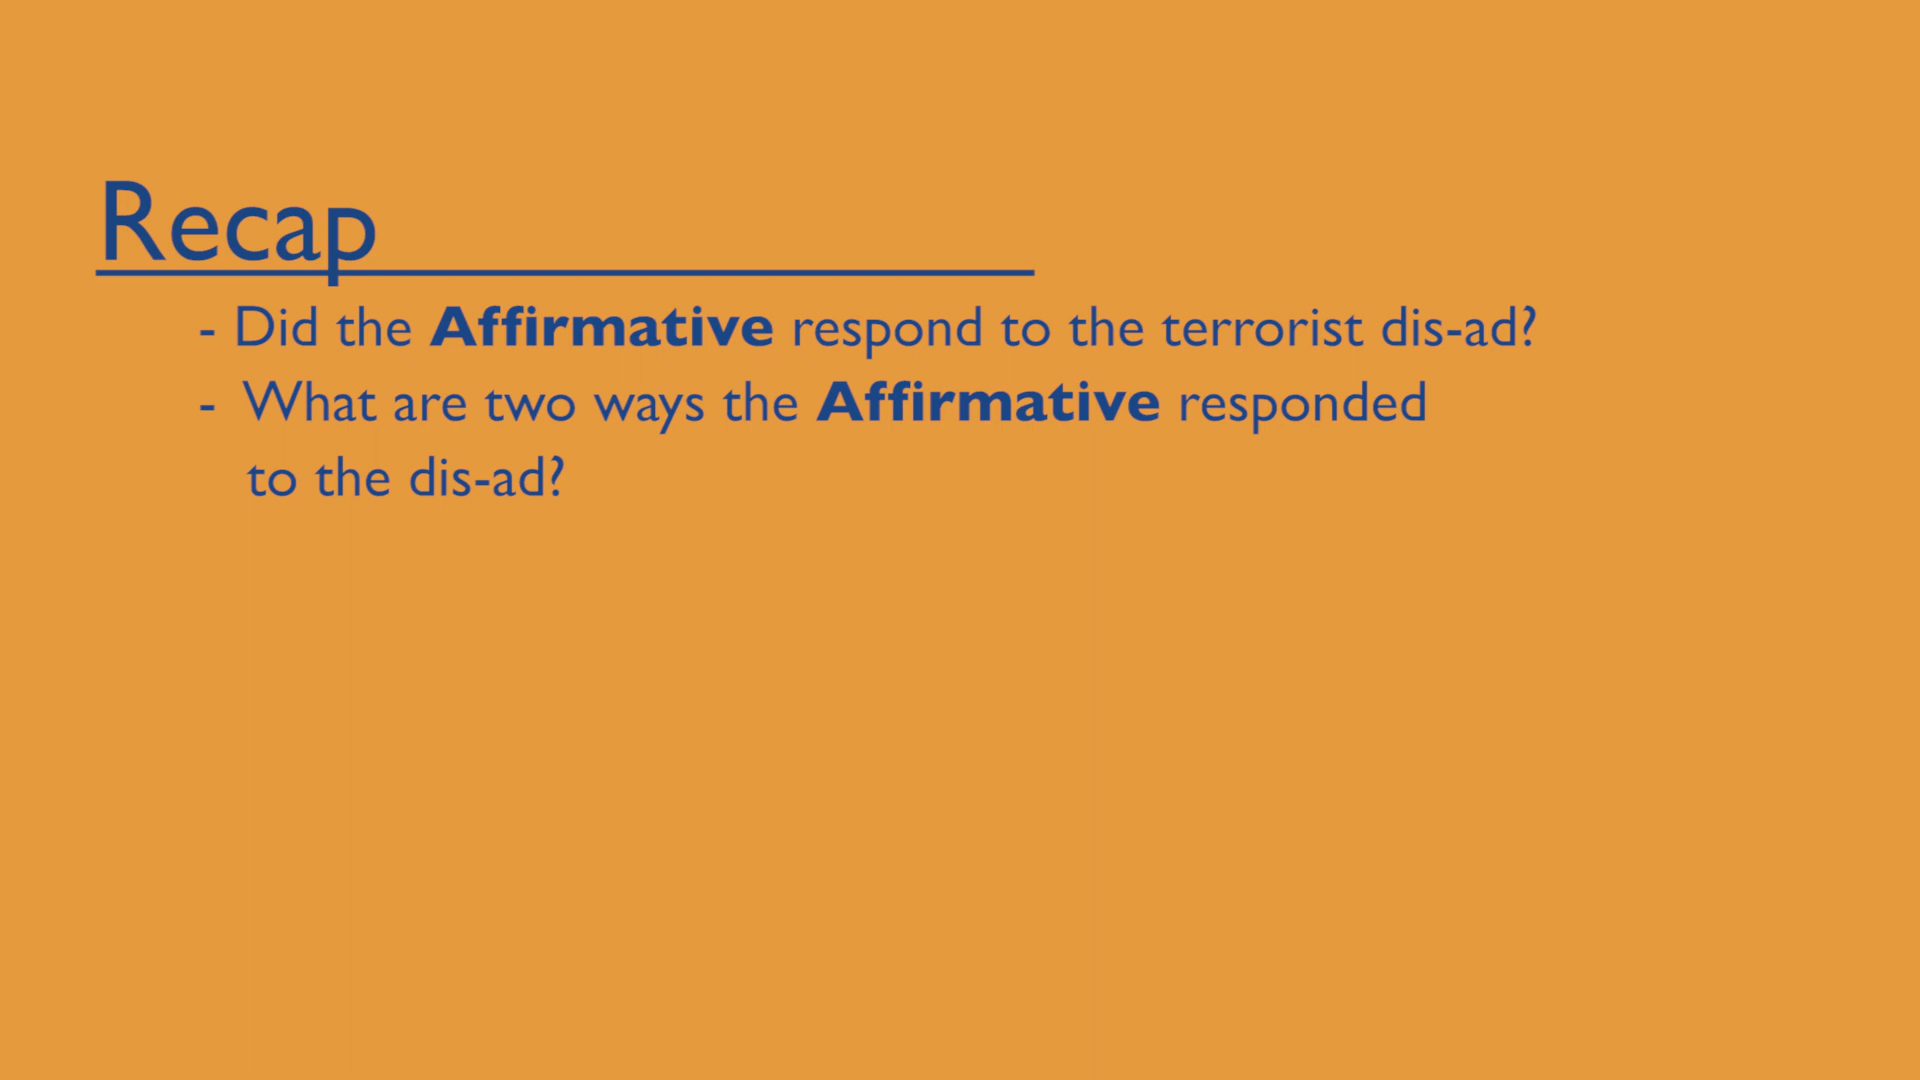 Recap
- Did the Affirmative respond to the terrorist dis-ad?
- What are two ways the Affirmative responded
to the dis-ad?